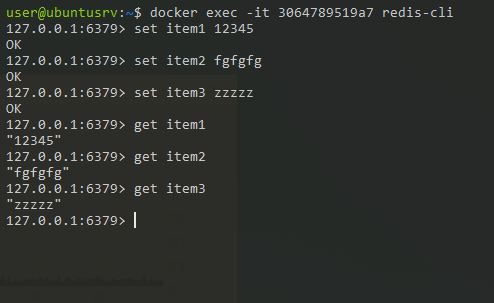 user@ubuntusrv:~$ docker exec -it 3064789519a7 redis-cli
127.0.0.1:6379> set item1 12345
OK
127.0.0.1:6379> set item2 fgfgfg
OK
127.0.0.1:6379> set item3 zzzzz
OK
127.0.0.1:6379> get item1
"12345"
127.0.0.1:6379> get item2
"fgfgfg"
127.0.0.1:6379> get item3
"zzzzz"
127.0.0.1:6379>